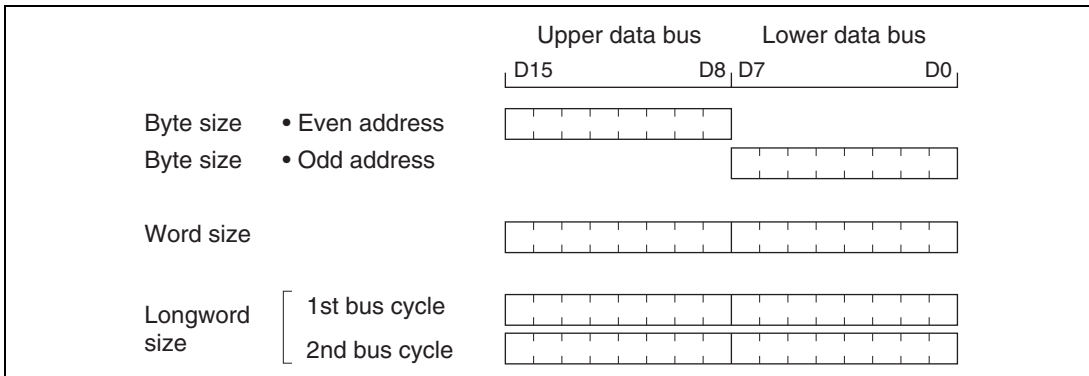 Upper data bus Lower data bus
D15 D8 D7 D0
Byte size • Even address
Byte size • Odd address
Word size
Longword size
1st bus cycle
2nd bus cycle